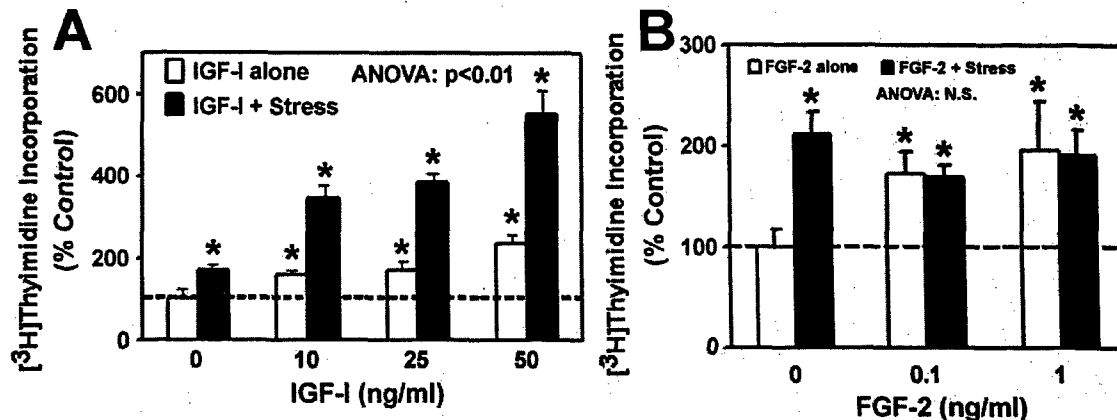 A
[³H]Thyimidine Incorporation
(% Control)
IGF-I alone
ANOVA: p<0.01
IGF-I + Stress
600
400
200
0
* * * * * * *
0 10 25 50
IGF-I (ng/ml)
B
[³H]Thyimidine Incorporation
(% Control)
300
FGF-2 alone
FGF-2 + Stress
ANOVA: N.S.
200
100
0
* * * * *
0 0.1 1
FGF-2 (ng/ml)